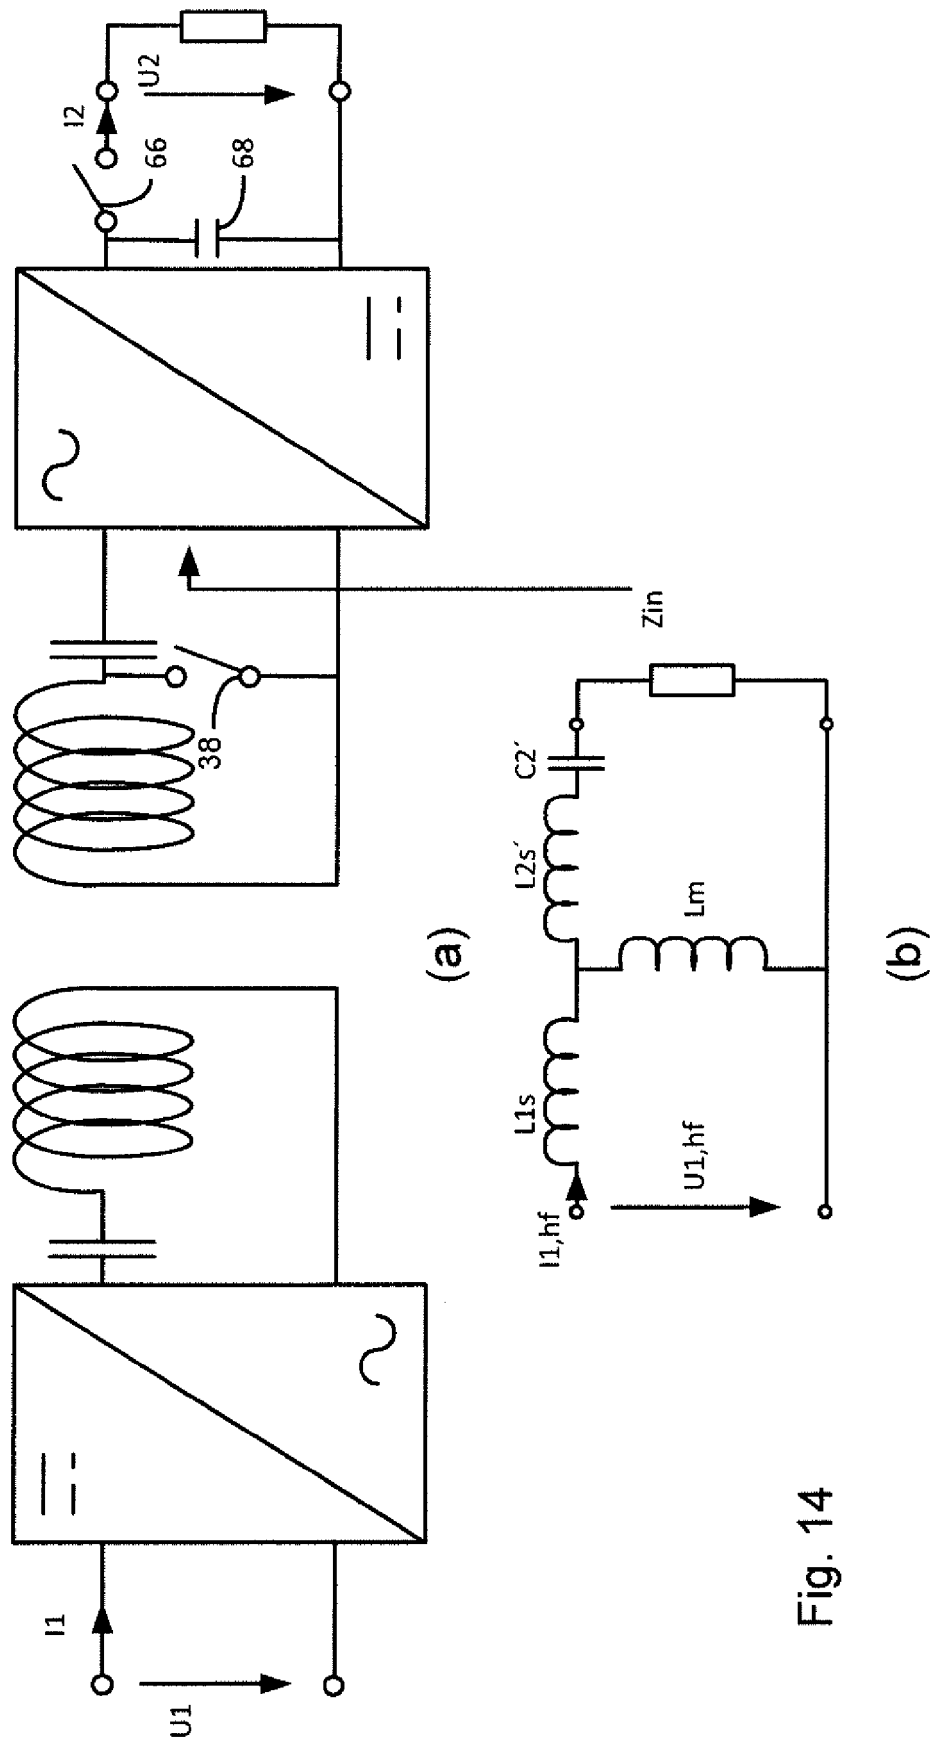 I1
U1
38
Zin
68
66
I2
U2
(a)
I1,hf
U1,hf
L1s
Lm
L2s´
C2´
(b)
Fig. 14